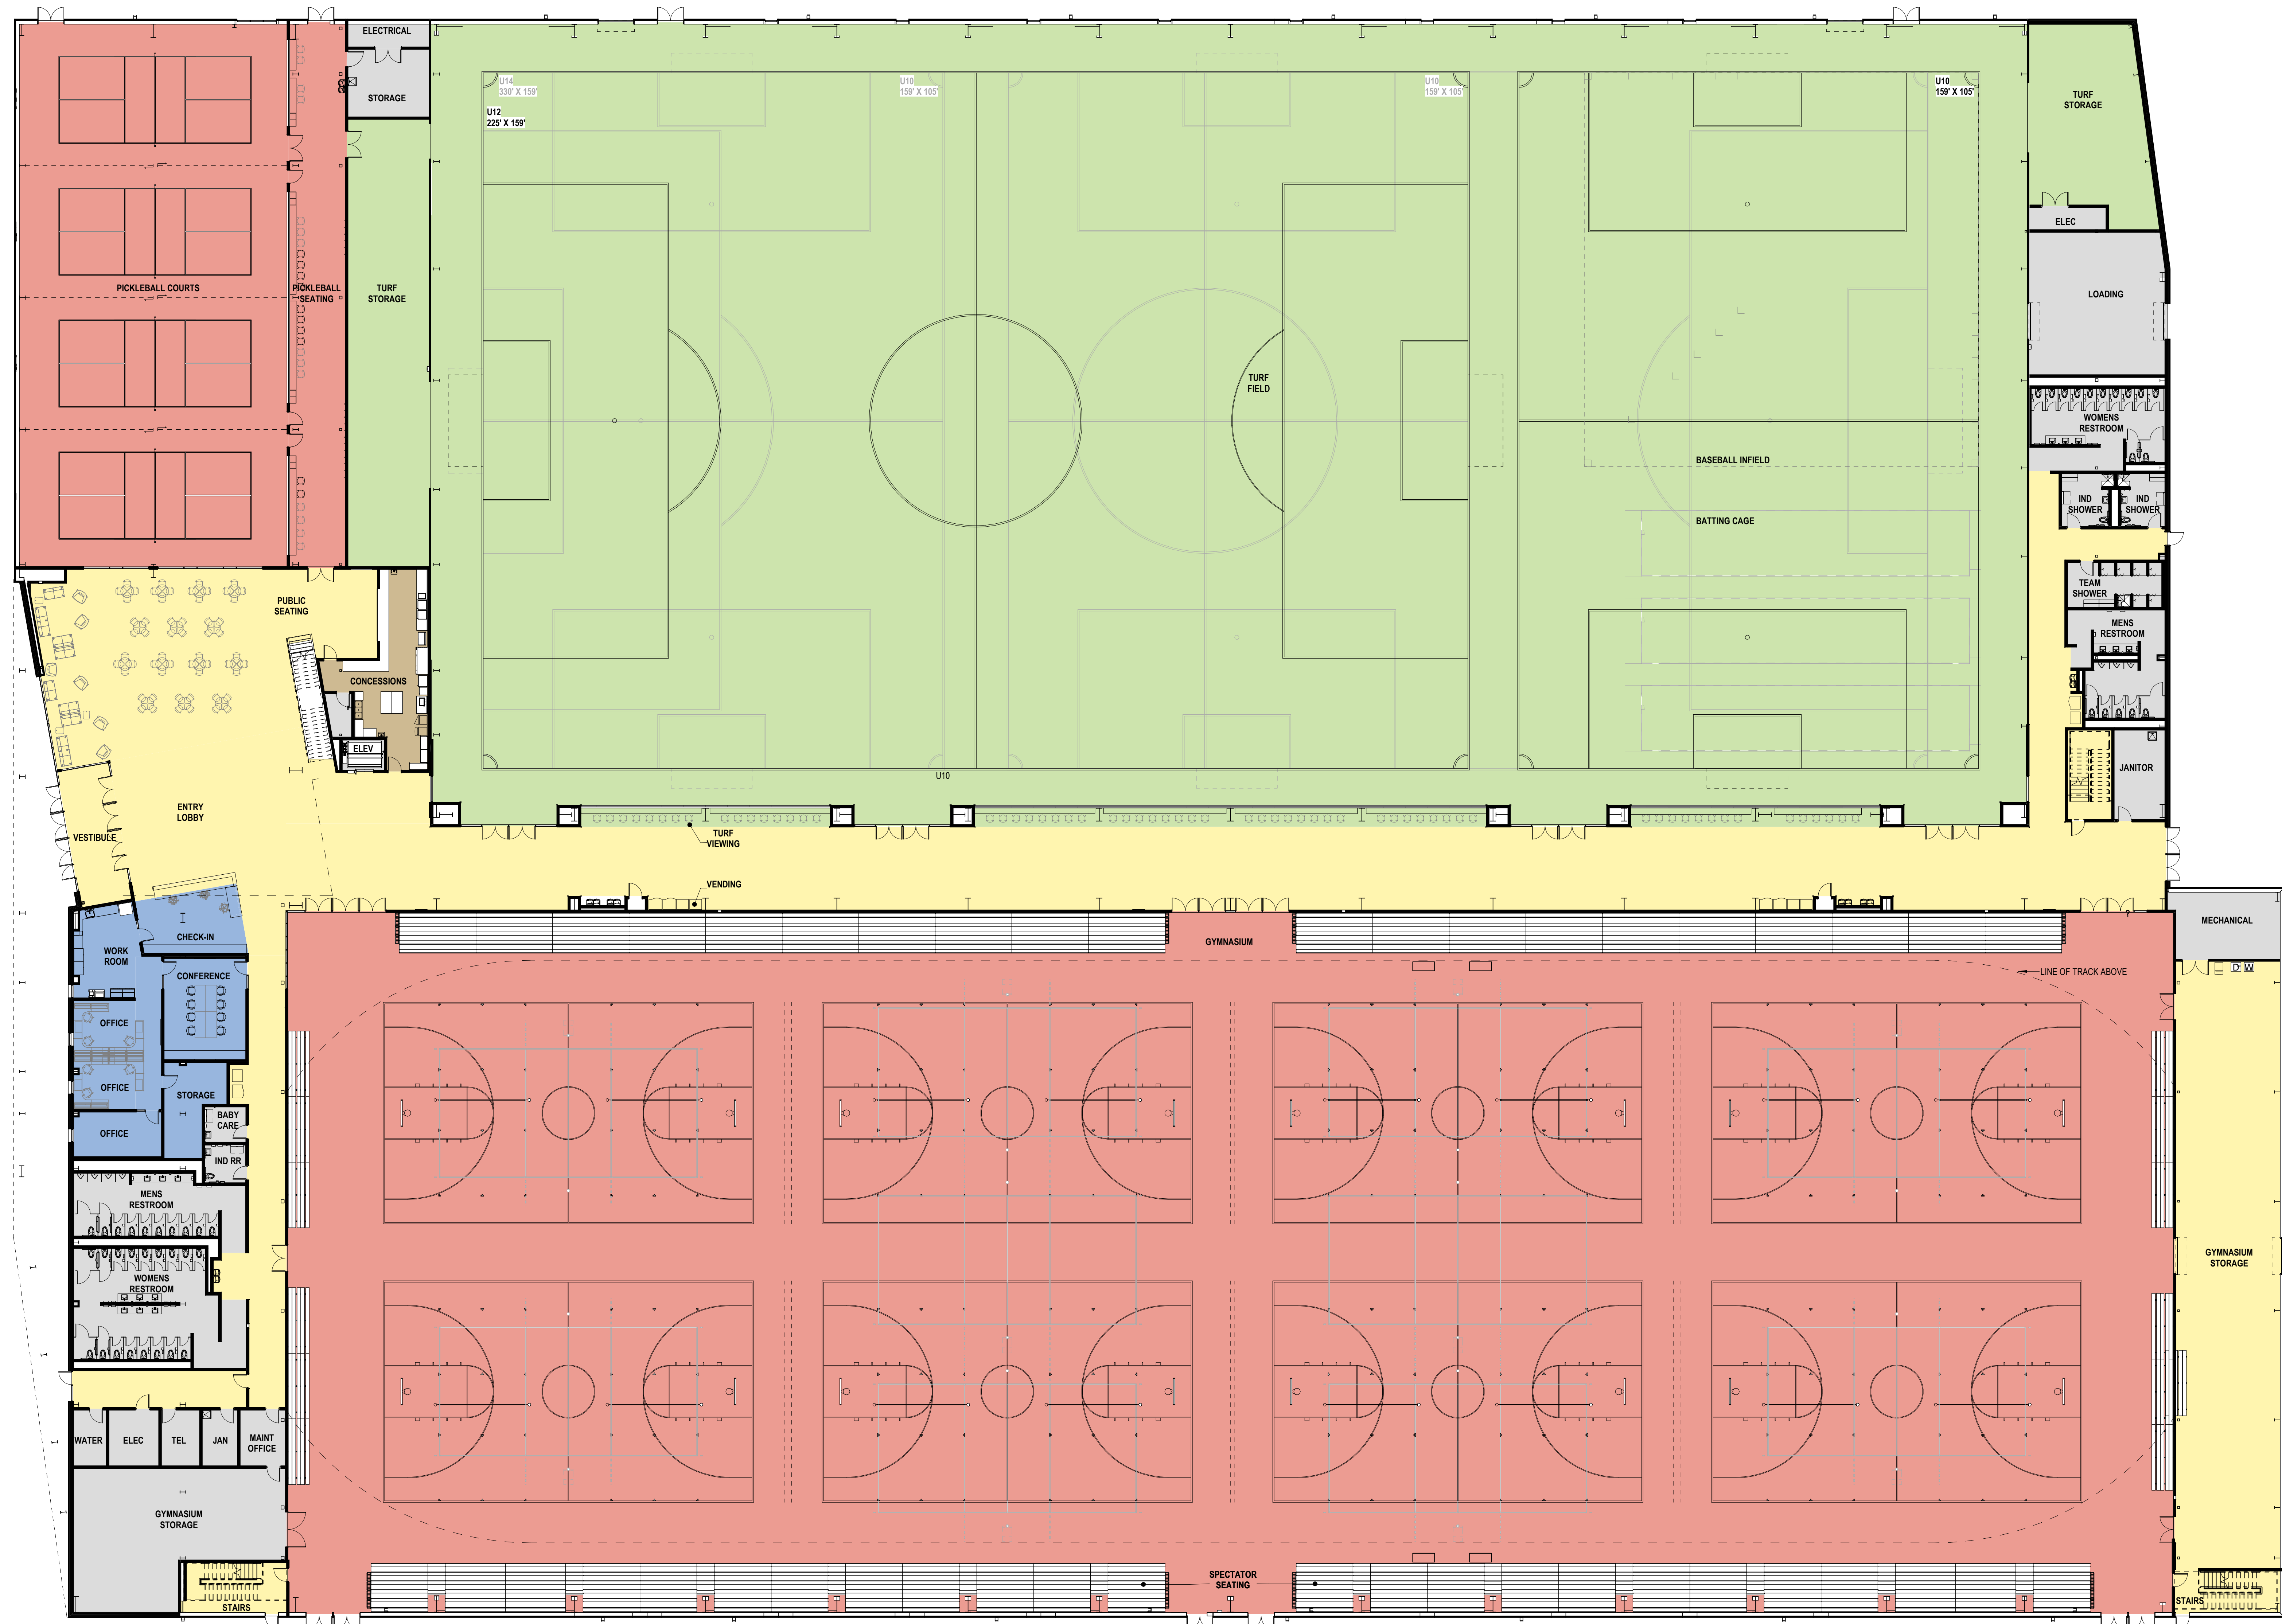 ELECTRICAL
STORAGE
U14
330' X 159'
U12
225' X 159'
U10
159' X 105'
U10
159' X 105'
U10
159' X 105'
TURF
STORAGE
ELEC
LOADING
PICKLEBALL COURTS
PICKLEBALL
SEATING
TURF
STORAGE
TURF
FIELD
WOMENS
RESTROOM
BASEBALL INFIELD
BATTING CAGE
IND
SHOWER
IND
SHOWER
TEAM
SHOWER
MENS
RESTROOM
PUBLIC
SEATING
CONCESSIONS
ELEV
U10
JANITOR
ENTRY
LOBBY
VESTIBULE
TURF
VIEWING
VENDING
CHECK-IN
WORK
ROOM
CONFERENCE
GYMNASIUM
MECHANICAL
LINE OF TRACK ABOVE
D
W
OFFICE
OFFICE
STORAGE
OFFICE
BABY
CARE
IND RR
MENS
RESTROOM
WOMENS
RESTROOM
GYMNASIUM
STORAGE
WATER
ELEC
TEL
JAN
MAINT
OFFICE
GYMNASIUM
STORAGE
STAIRS
SPECTATOR
SEATING
STAIRS